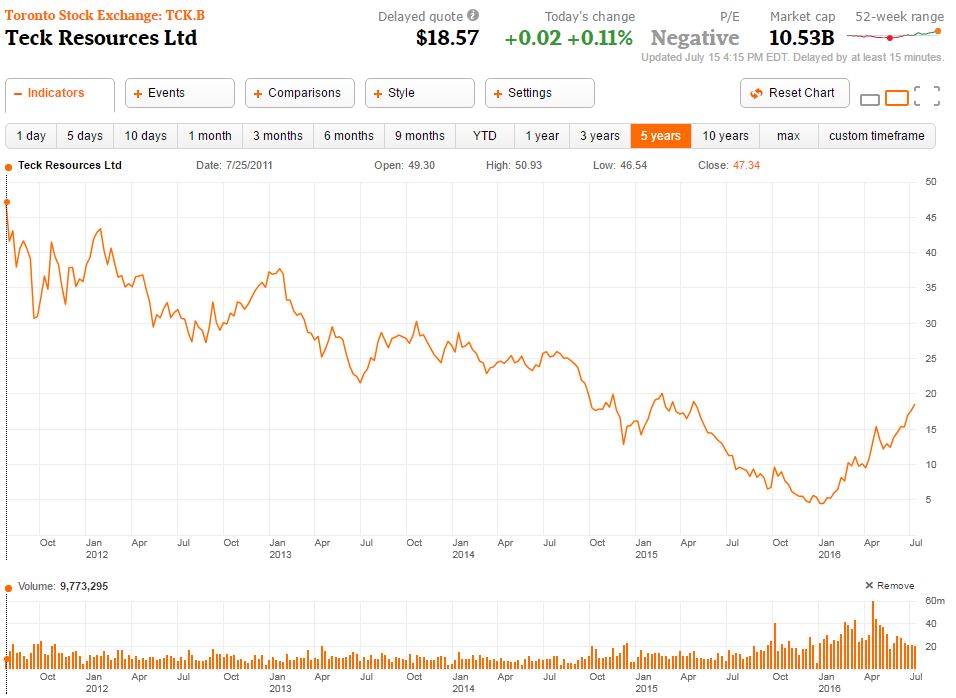 Toronto Stock Exchange: TCK.B
Teck Resources Ltd
Delayed quote
$18.57
Today's change
+0.02 +0.11%
P/E
Negative
Market cap
10.53B
52-week range
Updated July 15 4:15 PM EDT. Delayed by at least 15 minutes.
− Indicators
+ Events
+ Comparisons
+ Style
+ Settings
Reset Chart
1 day 5 days 10 days 1 month 3 months 6 months 9 months YTD 1 year 3 years 5 years 10 years max custom timeframe
Teck Resources Ltd Date: 7/25/2011 Open: 49.30 High: 50.93 Low: 46.54 Close: 47.34
50
45
40
35
30
25
20
15
10
5
Oct Jan Apr Jul Oct Jan Apr Jul Oct Jan Apr Jul Oct Jan Apr Jul Oct Jan Apr Jul
2012 2013 2014 2015 2016
Volume: 9,773,295
✕ Remove
60m
40
20
Oct Jan Apr Jul Oct Jan Apr Jul Oct Jan Apr Jul Oct Jan Apr Jul Oct Jan Apr Jul
2012 2013 2014 2015 2016